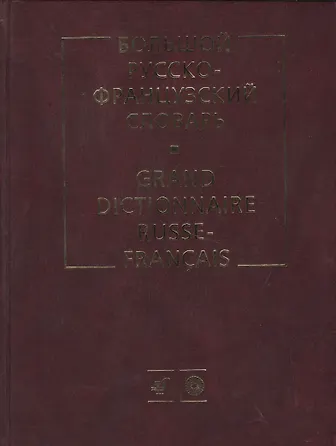 БОЛЬШОЙ
РУССКО-
ФРАНЦУЗСКИЙ
СЛОВАРЬ
GRAND
DICTIONNAIRE
RUSSE-
FRANÇAIS